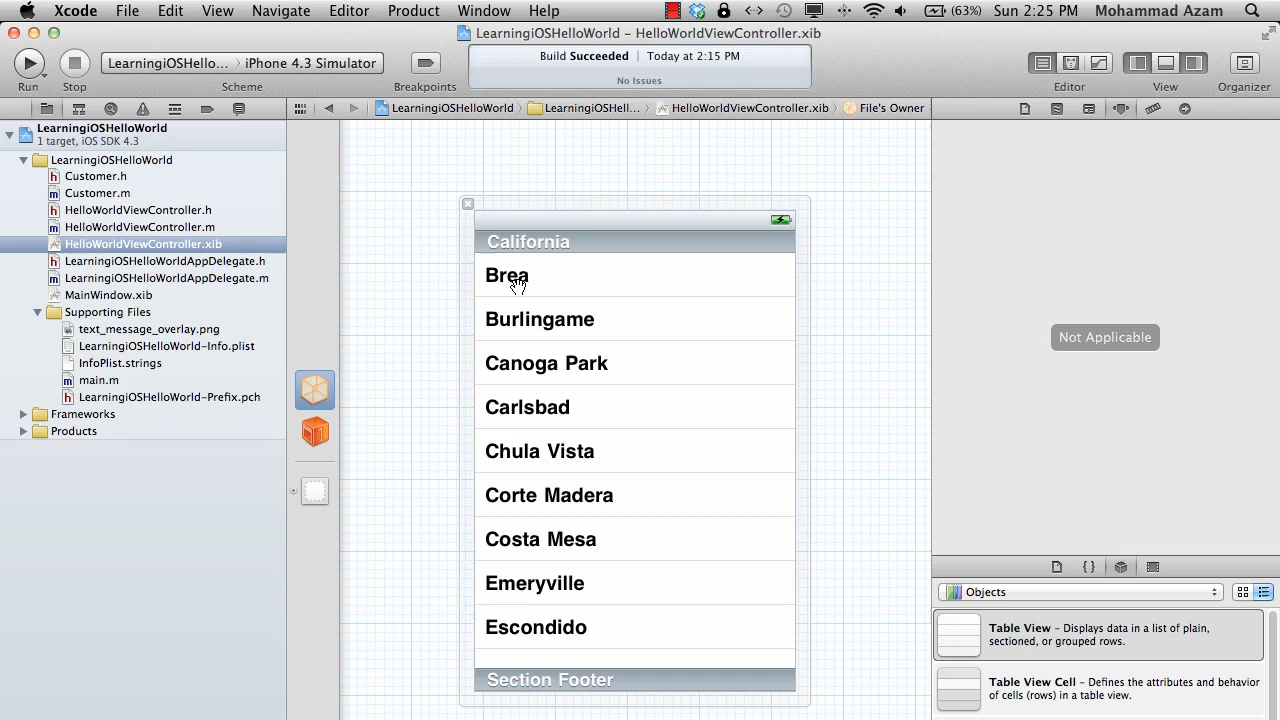 Xcode File Edit View Navigate Editor Product Window Help (63%) Sun 2:25 PM Mohammad Azam
LearningiOSHelloWorld - HelloWorldViewController.xib
LearningiOSHello... iPhone 4.3 Simulator
Build Succeeded | Today at 2:15 PM
No Issues
Run Stop Scheme Breakpoints Editor View Organizer
LearningiOSHelloWorld LearningiOSHell... HelloWorldViewController.xib File's Owner
LearningiOSHelloWorld
1 target, iOS SDK 4.3
LearningiOSHelloWorld
Customer.h
Customer.m
HelloWorldViewController.h
HelloWorldViewController.m
HelloWorldViewController.xib
LearningiOSHelloWorldAppDelegate.h
LearningiOSHelloWorldAppDelegate.m
MainWindow.xib
Supporting Files
text_message_overlay.png
LearningiOSHelloWorld-Info.plist
InfoPlist.strings
main.m
LearningiOSHelloWorld-Prefix.pch
Frameworks
Products
California
Brea
Burlingame
Canoga Park
Carlsbad
Chula Vista
Corte Madera
Costa Mesa
Emeryville
Escondido
Section Footer
Not Applicable
{ }
Objects
Table View - Displays data in a list of plain,
sectioned, or grouped rows.
Table View Cell - Defines the attributes and behavior
of cells (rows) in a table view.